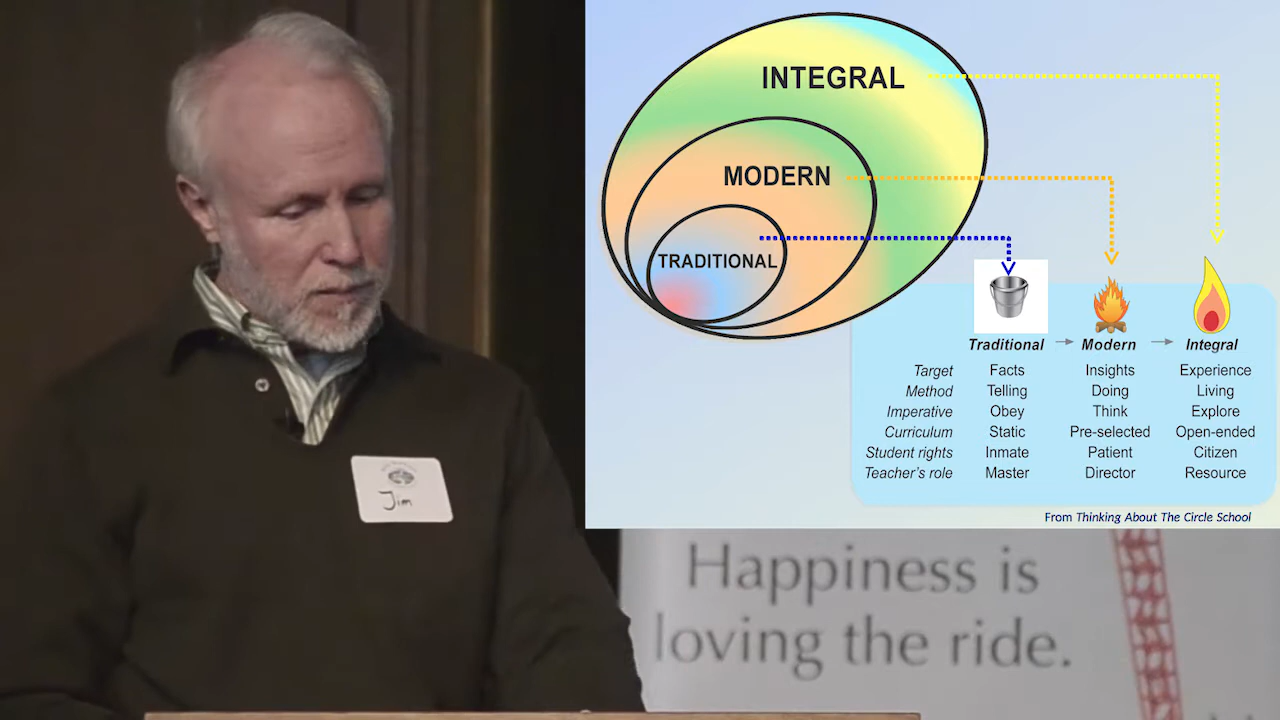 INTEGRAL
MODERN
TRADITIONAL
Traditional Modern Integral
Target Facts Insights Experience
Method Telling Doing Living
Imperative Obey Think Explore
Curriculum Static Pre-selected Open-ended
Student rights Inmate Patient Citizen
Teacher's role Master Director Resource
From Thinking About The Circle School
Jim
Happiness is
loving the ride.